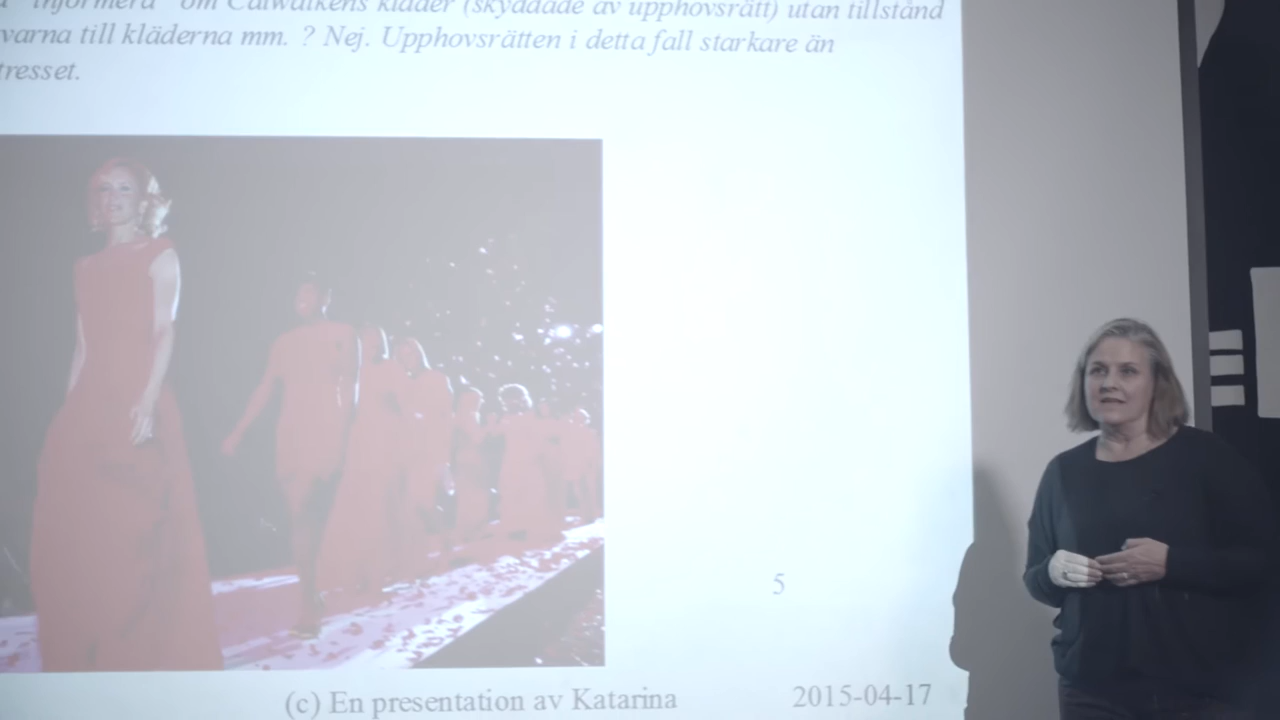 "informera" om Catwalkens kläder (skyddade av upphovsrätt) utan tillstånd
varna till kläderna mm. ? Nej. Upphovsrätten i detta fall starkare än
tresset.
5
(c) En presentation av Katarina
2015-04-17